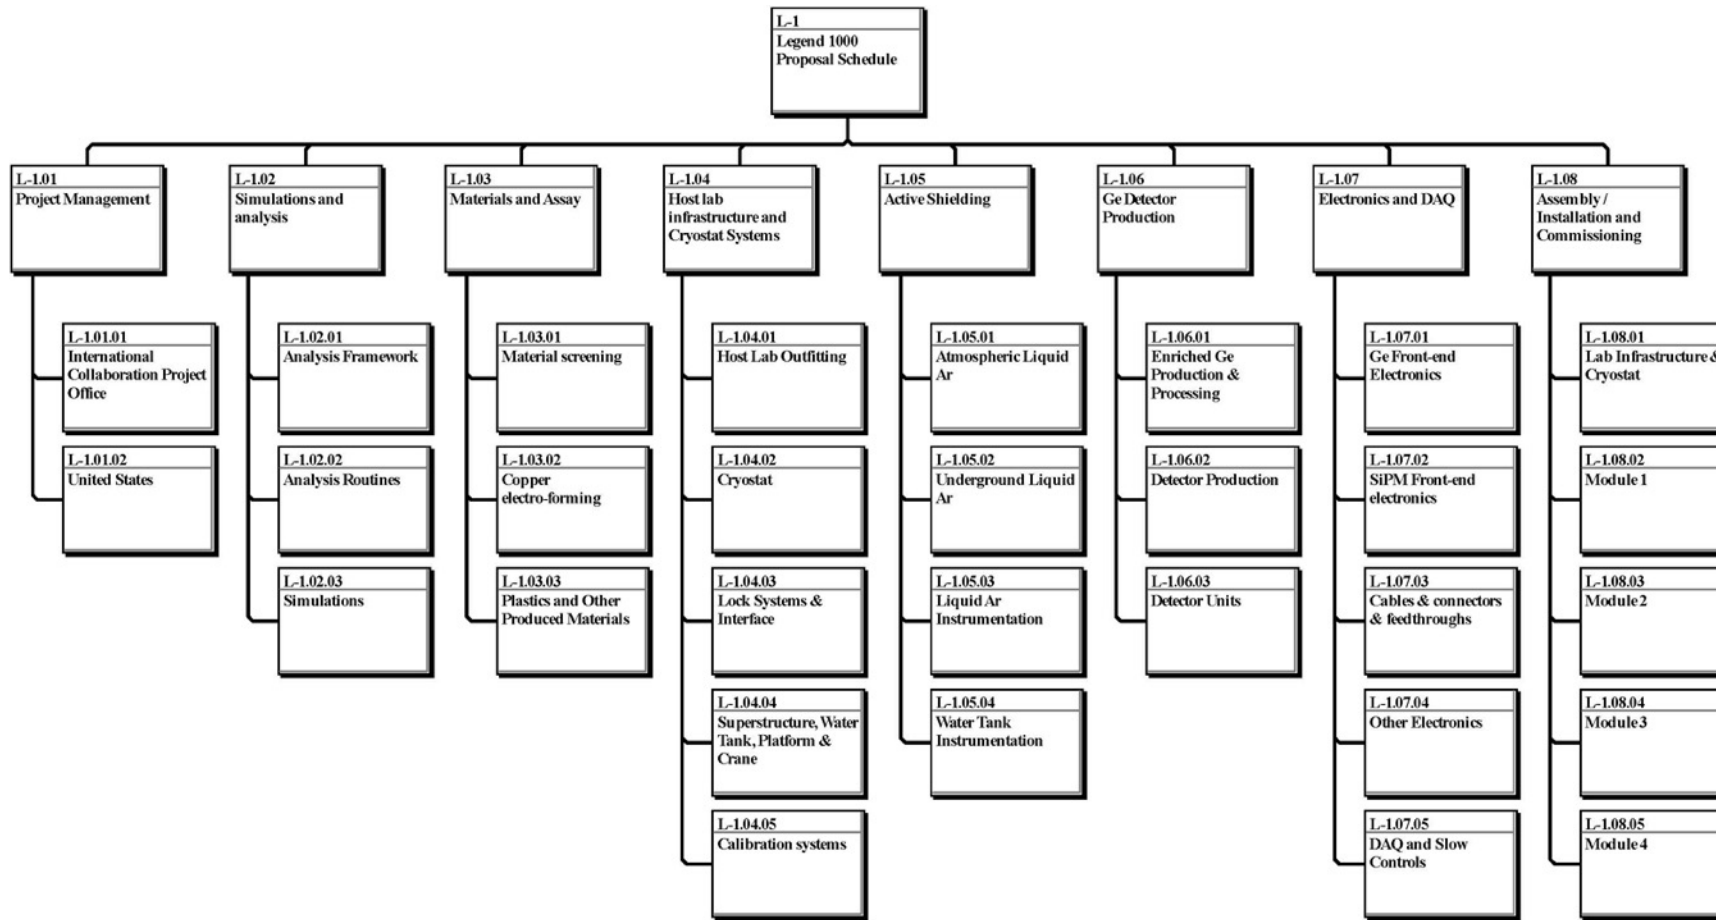 L-1
Legend 1000
Proposal Schedule
L-1.01
Project Management
L-1.02
Simulations and
analysis
L-1.03
Materials and Assay
L-1.04
Host lab
infrastructure and
Cryostat Systems
L-1.05
Active Shielding
L-1.06
Ge Detector
Production
L-1.07
Electronics and DAQ
L-1.08
Assembly /
Installation and
Commissioning
L-1.01.01
International
Collaboration Project
Office
L-1.01.02
United States
L-1.02.01
Analysis Framework
L-1.02.02
Analysis Routines
L-1.02.03
Simulations
L-1.03.01
Material screening
L-1.03.02
Copper
electro-forming
L-1.03.03
Plastics and Other
Produced Materials
L-1.04.01
Host Lab Outfitting
L-1.04.02
Cryostat
L-1.04.03
Lock Systems &
Interface
L-1.04.04
Superstructure, Water
Tank, Platform &
Crane
L-1.04.05
Calibration systems
L-1.05.01
Atmospheric Liquid
Ar
L-1.05.02
Underground Liquid
Ar
L-1.05.03
Liquid Ar
Instrumentation
L-1.05.04
Water Tank
Instrumentation
L-1.06.01
Enriched Ge
Production &
Processing
L-1.06.02
Detector Production
L-1.06.03
Detector Units
L-1.07.01
Ge Front-end
Electronics
L-1.07.02
SiPM Front-end
electronics
L-1.07.03
Cables & connectors
& feedthroughs
L-1.07.04
Other Electronics
L-1.07.05
DAQ and Slow
Controls
L-1.08.01
Lab Infrastructure &
Cryostat
L-1.08.02
Module 1
L-1.08.03
Module 2
L-1.08.04
Module 3
L-1.08.05
Module 4